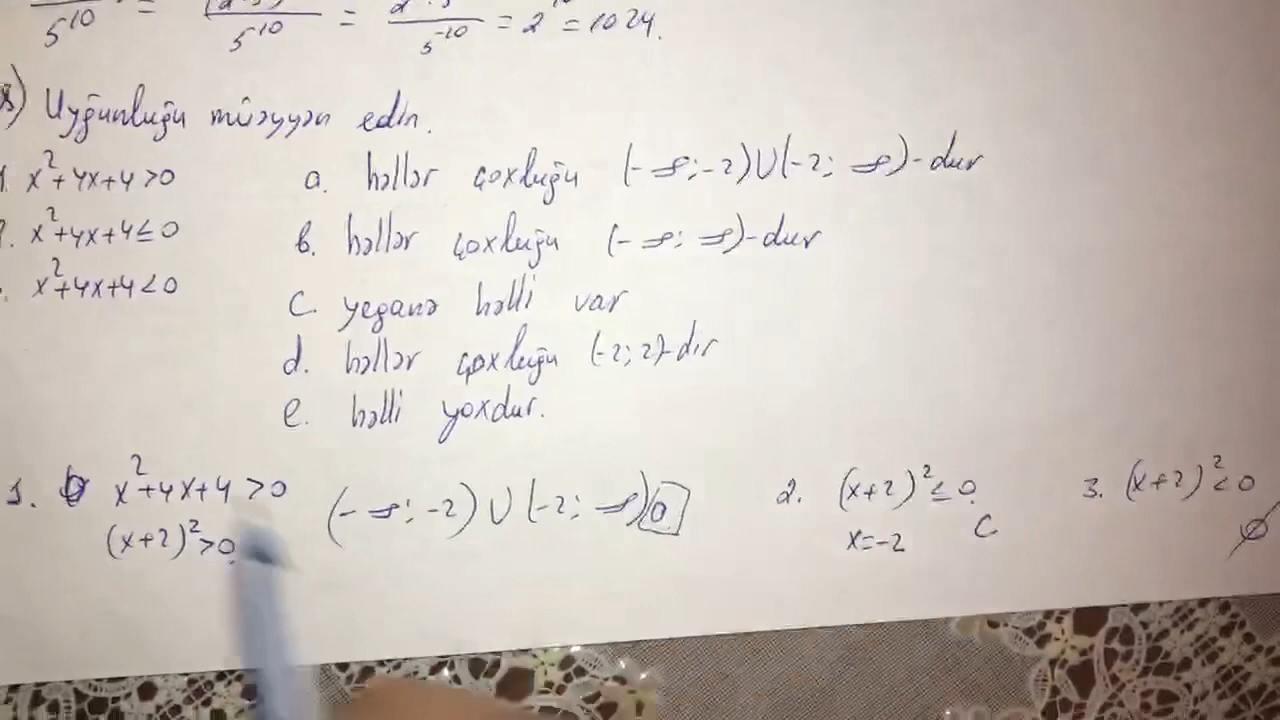 5^10 = 5^10 = 5^-10 = 2^10 = 1024.
8) Uyğunluğu müəyyən edin.
1. x²+4x+4>0 a. həllər çoxluğu (-∞;-2)U(-2; ∞)-dur
2. x²+4x+4≤0 b. həllər çoxluğu (-∞; ∞)-dur
x²+4x+4<0 c. yeganə həlli var
d. həllər çoxluğu (-2; 2)-dir
e. həlli yoxdur.
1. x²+4x+4>0 (-∞;-2) U (-2; ∞) 2. (x+2)²≤0 3. (x+2)²<0
(x+2)²>0 x=-2 C ∅